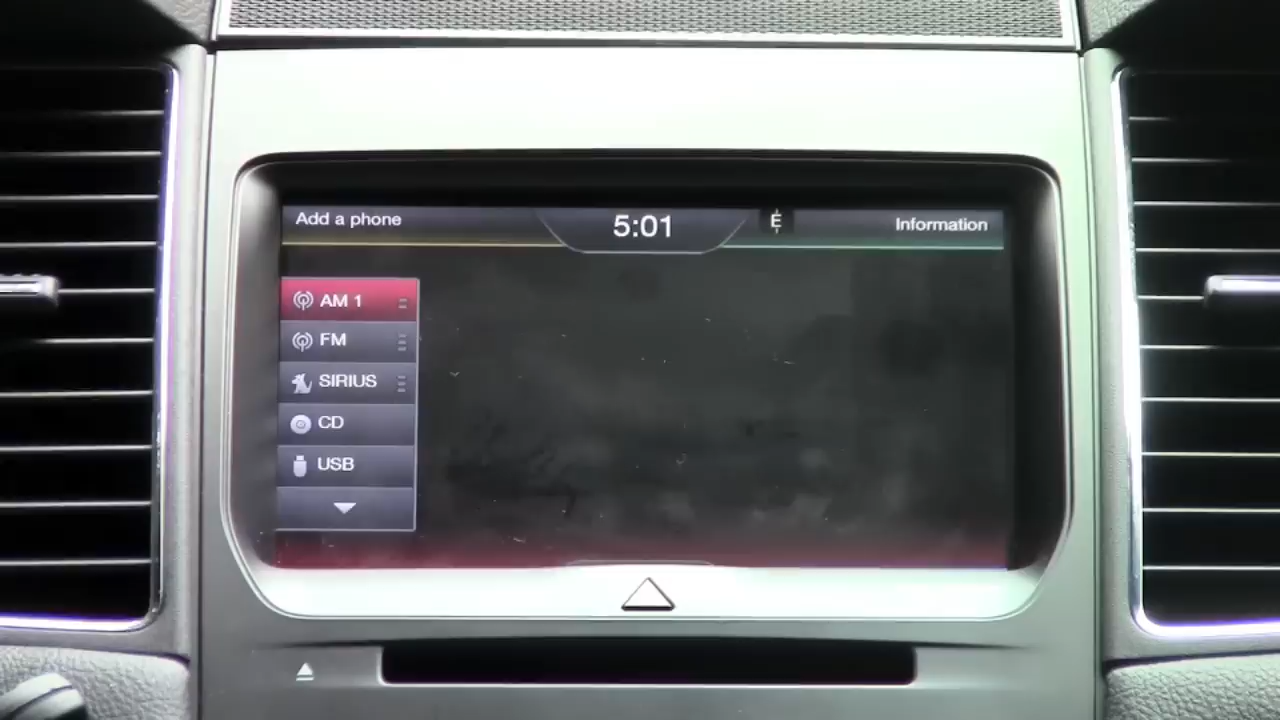 Add a phone
5:01
E
Information
AM 1
FM
SIRIUS
CD
USB